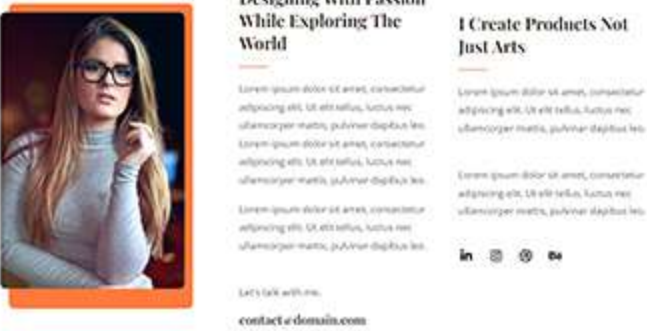 Designing With Passion
While Exploring The
World
Lorem ipsum dolor sit amet, consectetur
adipiscing elit. Ut elit tellus, luctus nec
ullamcorper mattis, pulvinar dapibus leo.
Lorem ipsum dolor sit amet, consectetur
adipiscing elit. Ut elit tellus, luctus nec
ullamcorper mattis, pulvinar dapibus leo.
Lorem ipsum dolor sit amet, consectetur
adipiscing elit. Ut elit tellus, luctus nec
ullamcorper mattis, pulvinar dapibus leo.
Let's talk with me.
contact@domain.com
I Create Products Not
Just Arts
Lorem ipsum dolor sit amet, consectetur
adipiscing elit. Ut elit tellus, luctus nec
ullamcorper mattis, pulvinar dapibus leo.
Lorem ipsum dolor sit amet, consectetur
adipiscing elit. Ut elit tellus, luctus nec
ullamcorper mattis, pulvinar dapibus leo.
in Bē